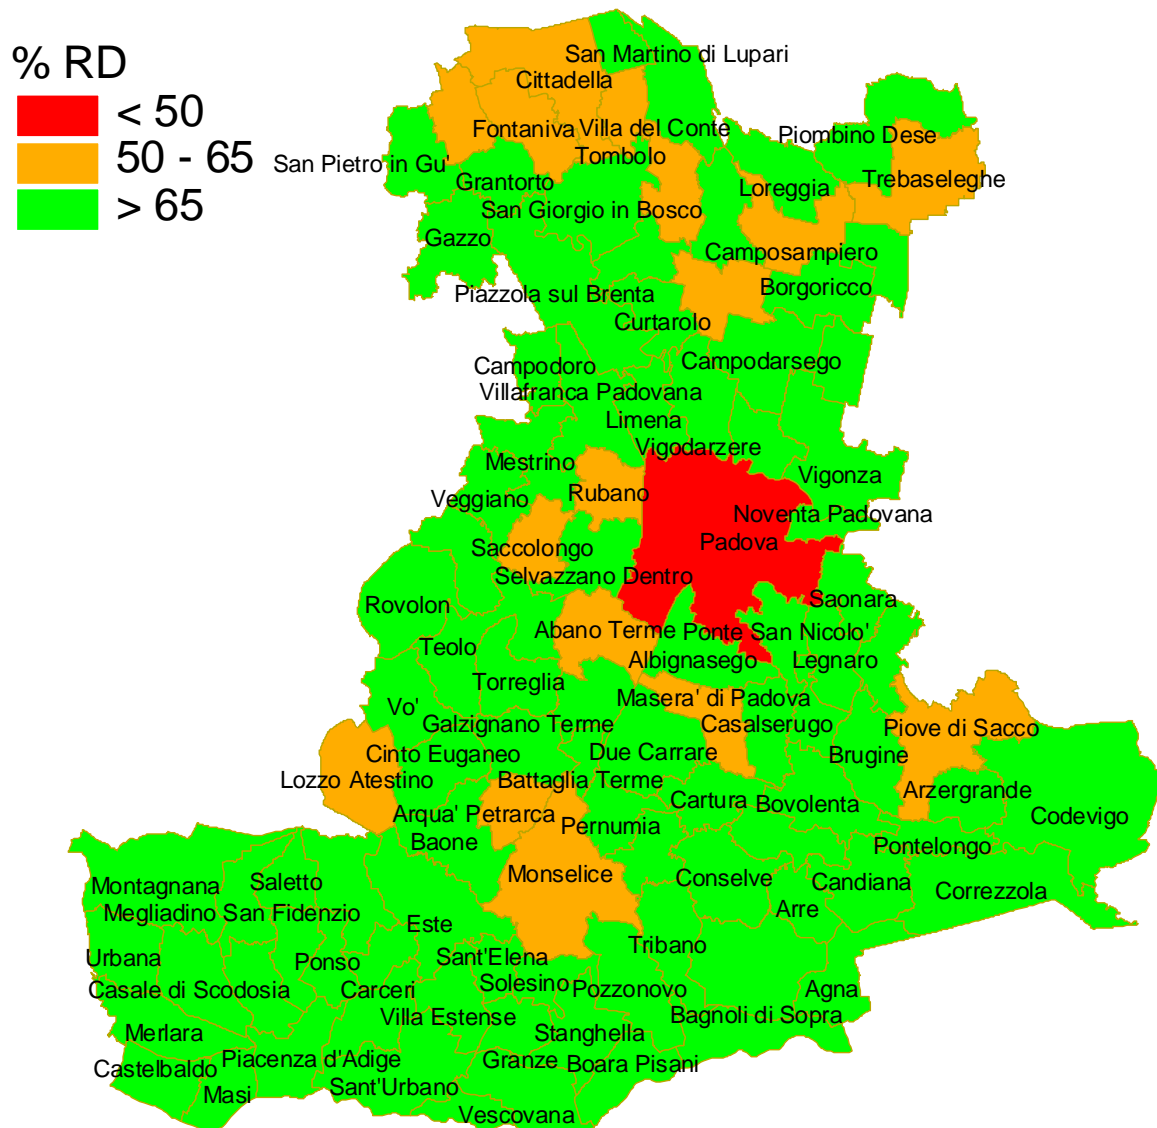 % RD
< 50
50 - 65
> 65
San Martino di Lupari
Cittadella
Fontaniva
Villa del Conte
Piombino Dese
Tombolo
San Pietro in Gu'
Grantorto
Loreggia
Trebaseleghe
San Giorgio in Bosco
Gazzo
Camposampiero
Piazzola sul Brenta
Borgoricco
Curtarolo
Campodoro
Campodarsego
Villafranca Padovana
Limena
Vigodarzere
Mestrino
Vigonza
Veggiano
Rubano
Noventa Padovana
Padova
Saccolongo
Selvazzano Dentro
Rovolon
Saonara
Abano Terme
Ponte San Nicolo'
Teolo
Albignasego
Legnaro
Torreglia
Masera' di Padova
Vo'
Galzignano Terme
Casalserugo
Piove di Sacco
Cinto Euganeo
Due Carrare
Brugine
Lozzo Atestino
Battaglia Terme
Arzergrande
Cartura
Bovolenta
Arqua' Petrarca
Pernumia
Codevigo
Baone
Pontelongo
Montagnana
Saletto
Monselice
Conselve
Candiana
Correzzola
Megliadino San Fidenzio
Arre
Este
Tribano
Urbana
Ponso
Sant'Elena
Casale di Scodosia
Carceri
Solesino
Pozzonovo
Agna
Villa Estense
Bagnoli di Sopra
Merlara
Stanghella
Castelbaldo
Piacenza d'Adige
Granze
Boara Pisani
Masi
Sant'Urbano
Vescovana